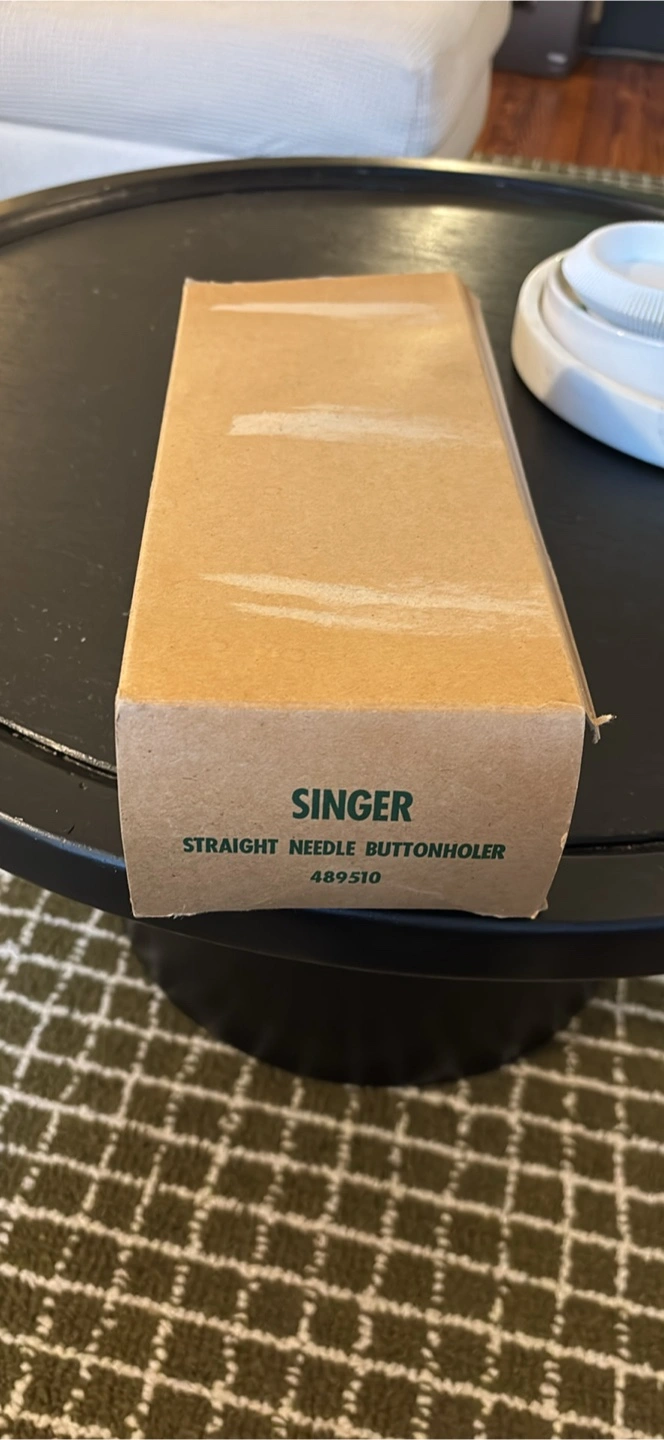 SINGER
STRAIGHT NEEDLE BUTTONHOLER
489510